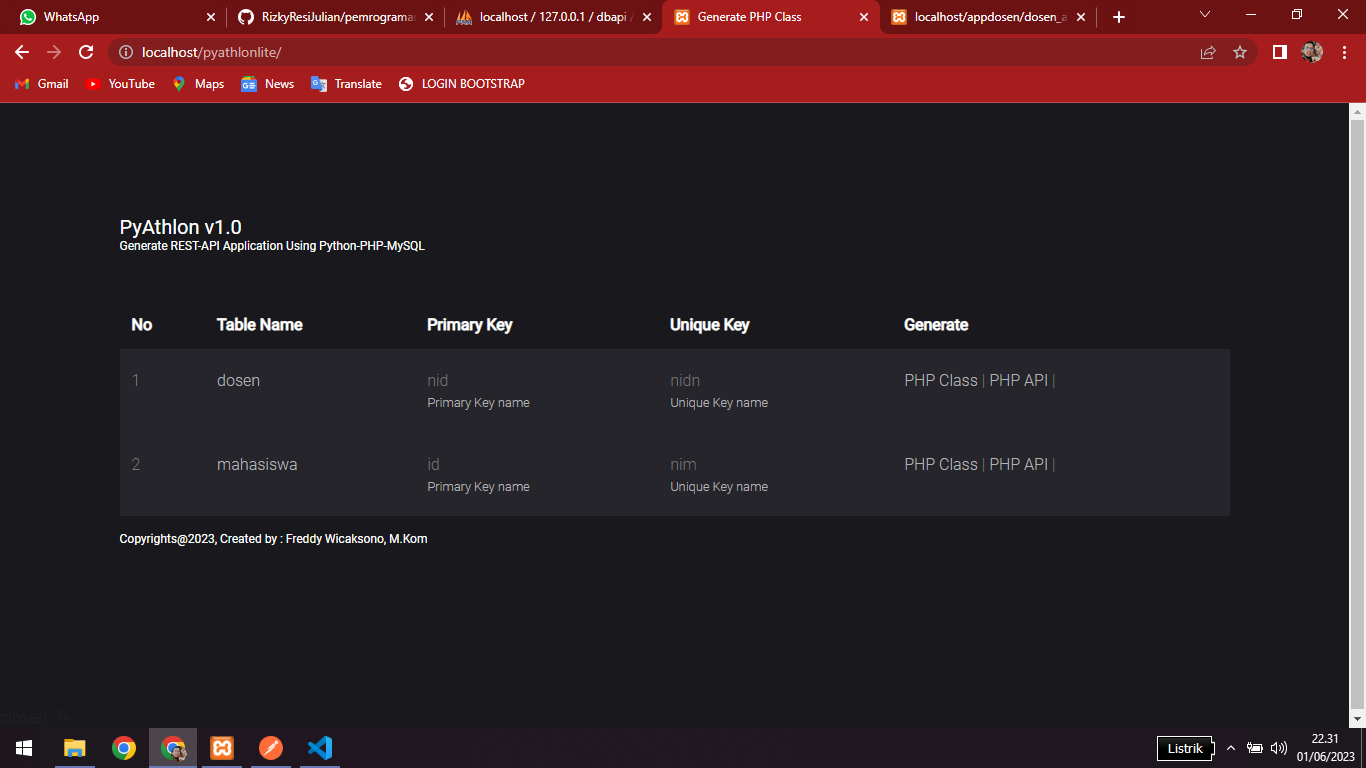 WhatsApp
RizkyResiJulian/pemrograma
localhost / 127.0.0.1 / dbapi /
Generate PHP Class
localhost/appdosen/dosen_a
localhost/pyathlonlite/
Gmail YouTube Maps News Translate LOGIN BOOTSTRAP
PyAthlon v1.0
Generate REST-API Application Using Python-PHP-MySQL
No Table Name Primary Key Unique Key Generate
1 dosen nid nidn PHP Class | PHP API |
Primary Key name Unique Key name
2 mahasiswa id nim PHP Class | PHP API |
Primary Key name Unique Key name
Copyrights@2023, Created by : Freddy Wicaksono, M.Kom
close(); ?>
Listrik
22.31
01/06/2023